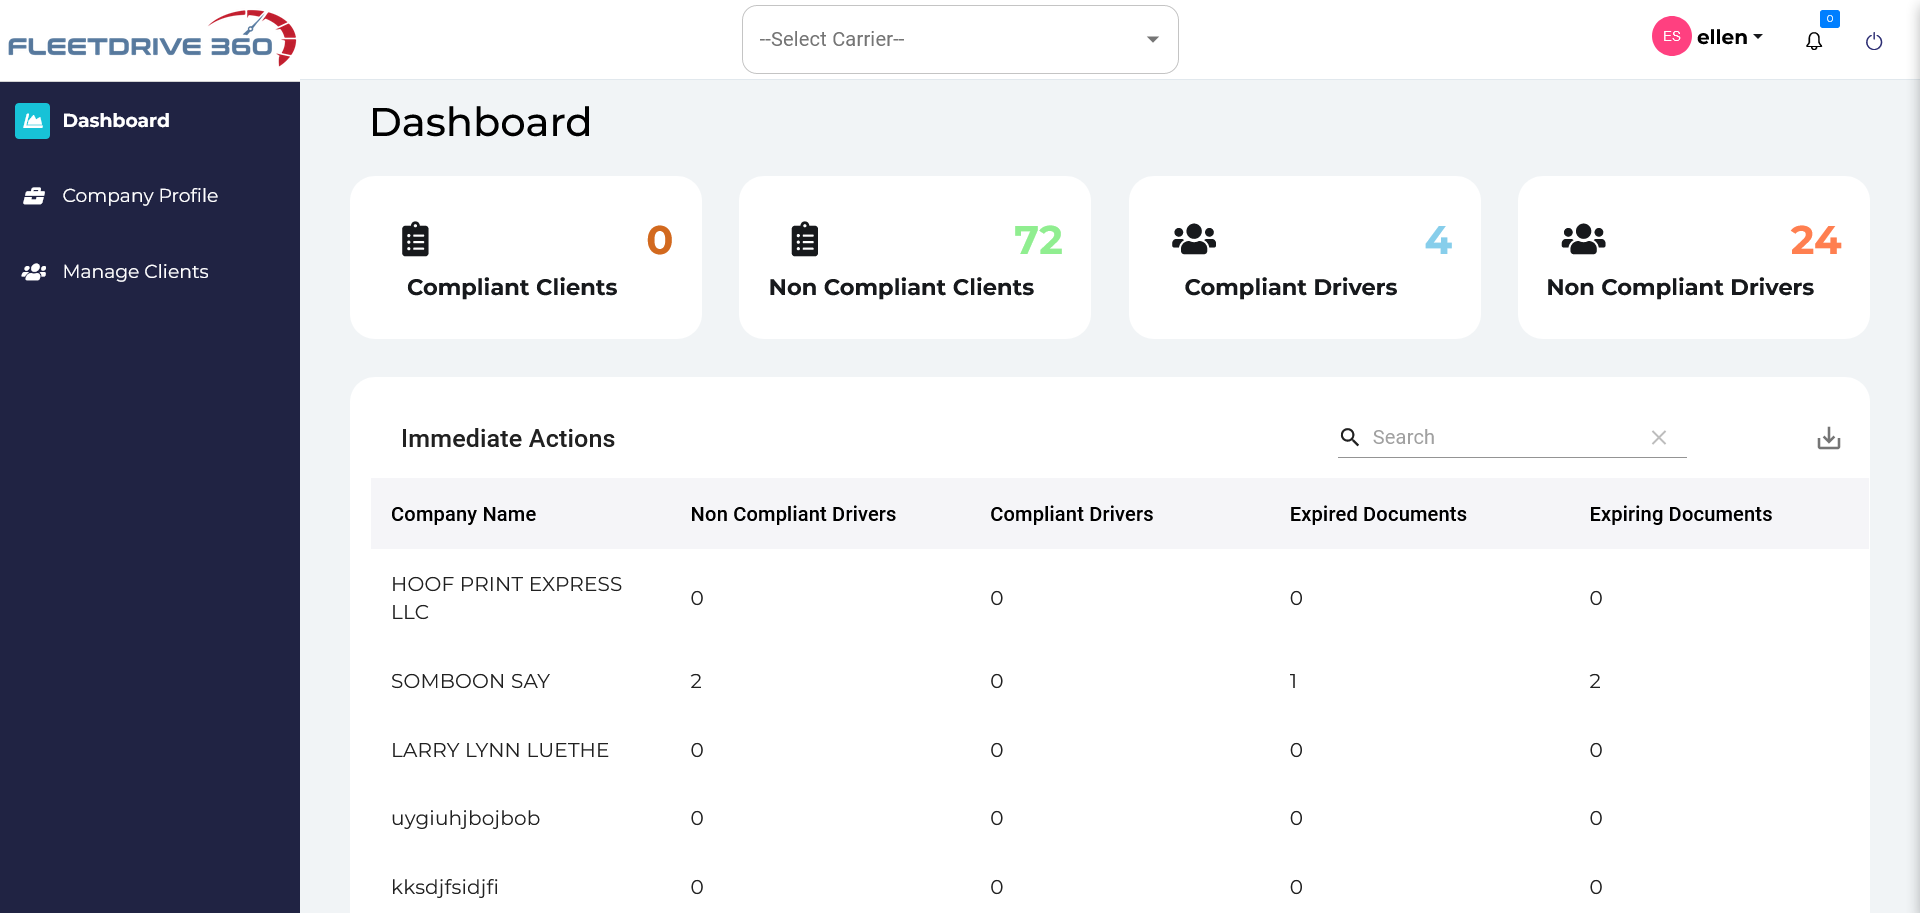 FLEETDRIVE 360
--Select Carrier--
ES ellen
0
Dashboard
Company Profile
Manage Clients
Dashboard
0
Compliant Clients
72
Non Compliant Clients
4
Compliant Drivers
24
Non Compliant Drivers
Immediate Actions
Search
Company Name Non Compliant Drivers Compliant Drivers Expired Documents Expiring Documents
HOOF PRINT EXPRESS
LLC 0 0 0 0
SOMBOON SAY 2 0 1 2
LARRY LYNN LUETHE 0 0 0 0
uygiuhjbojbob 0 0 0 0
kksdjfsidjfi 0 0 0 0